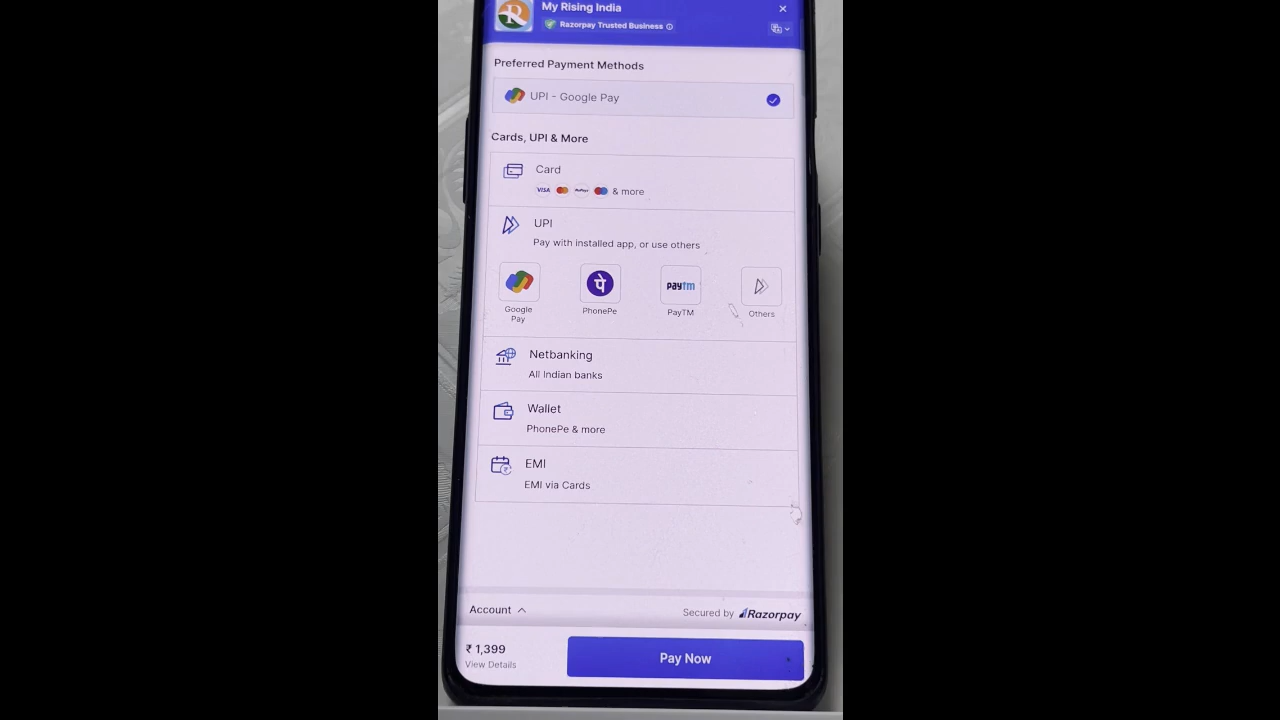 My Rising India
Razorpay Trusted Business
Preferred Payment Methods
UPI - Google Pay
Cards, UPI & More
Card
VISA RuPay & more
UPI
Pay with installed app, or use others
पे paytm
Google Pay PhonePe PayTM Others
Netbanking
All Indian banks
Wallet
PhonePe & more
EMI
EMI via Cards
Account Secured by Razorpay
₹ 1,399
View Details
Pay Now